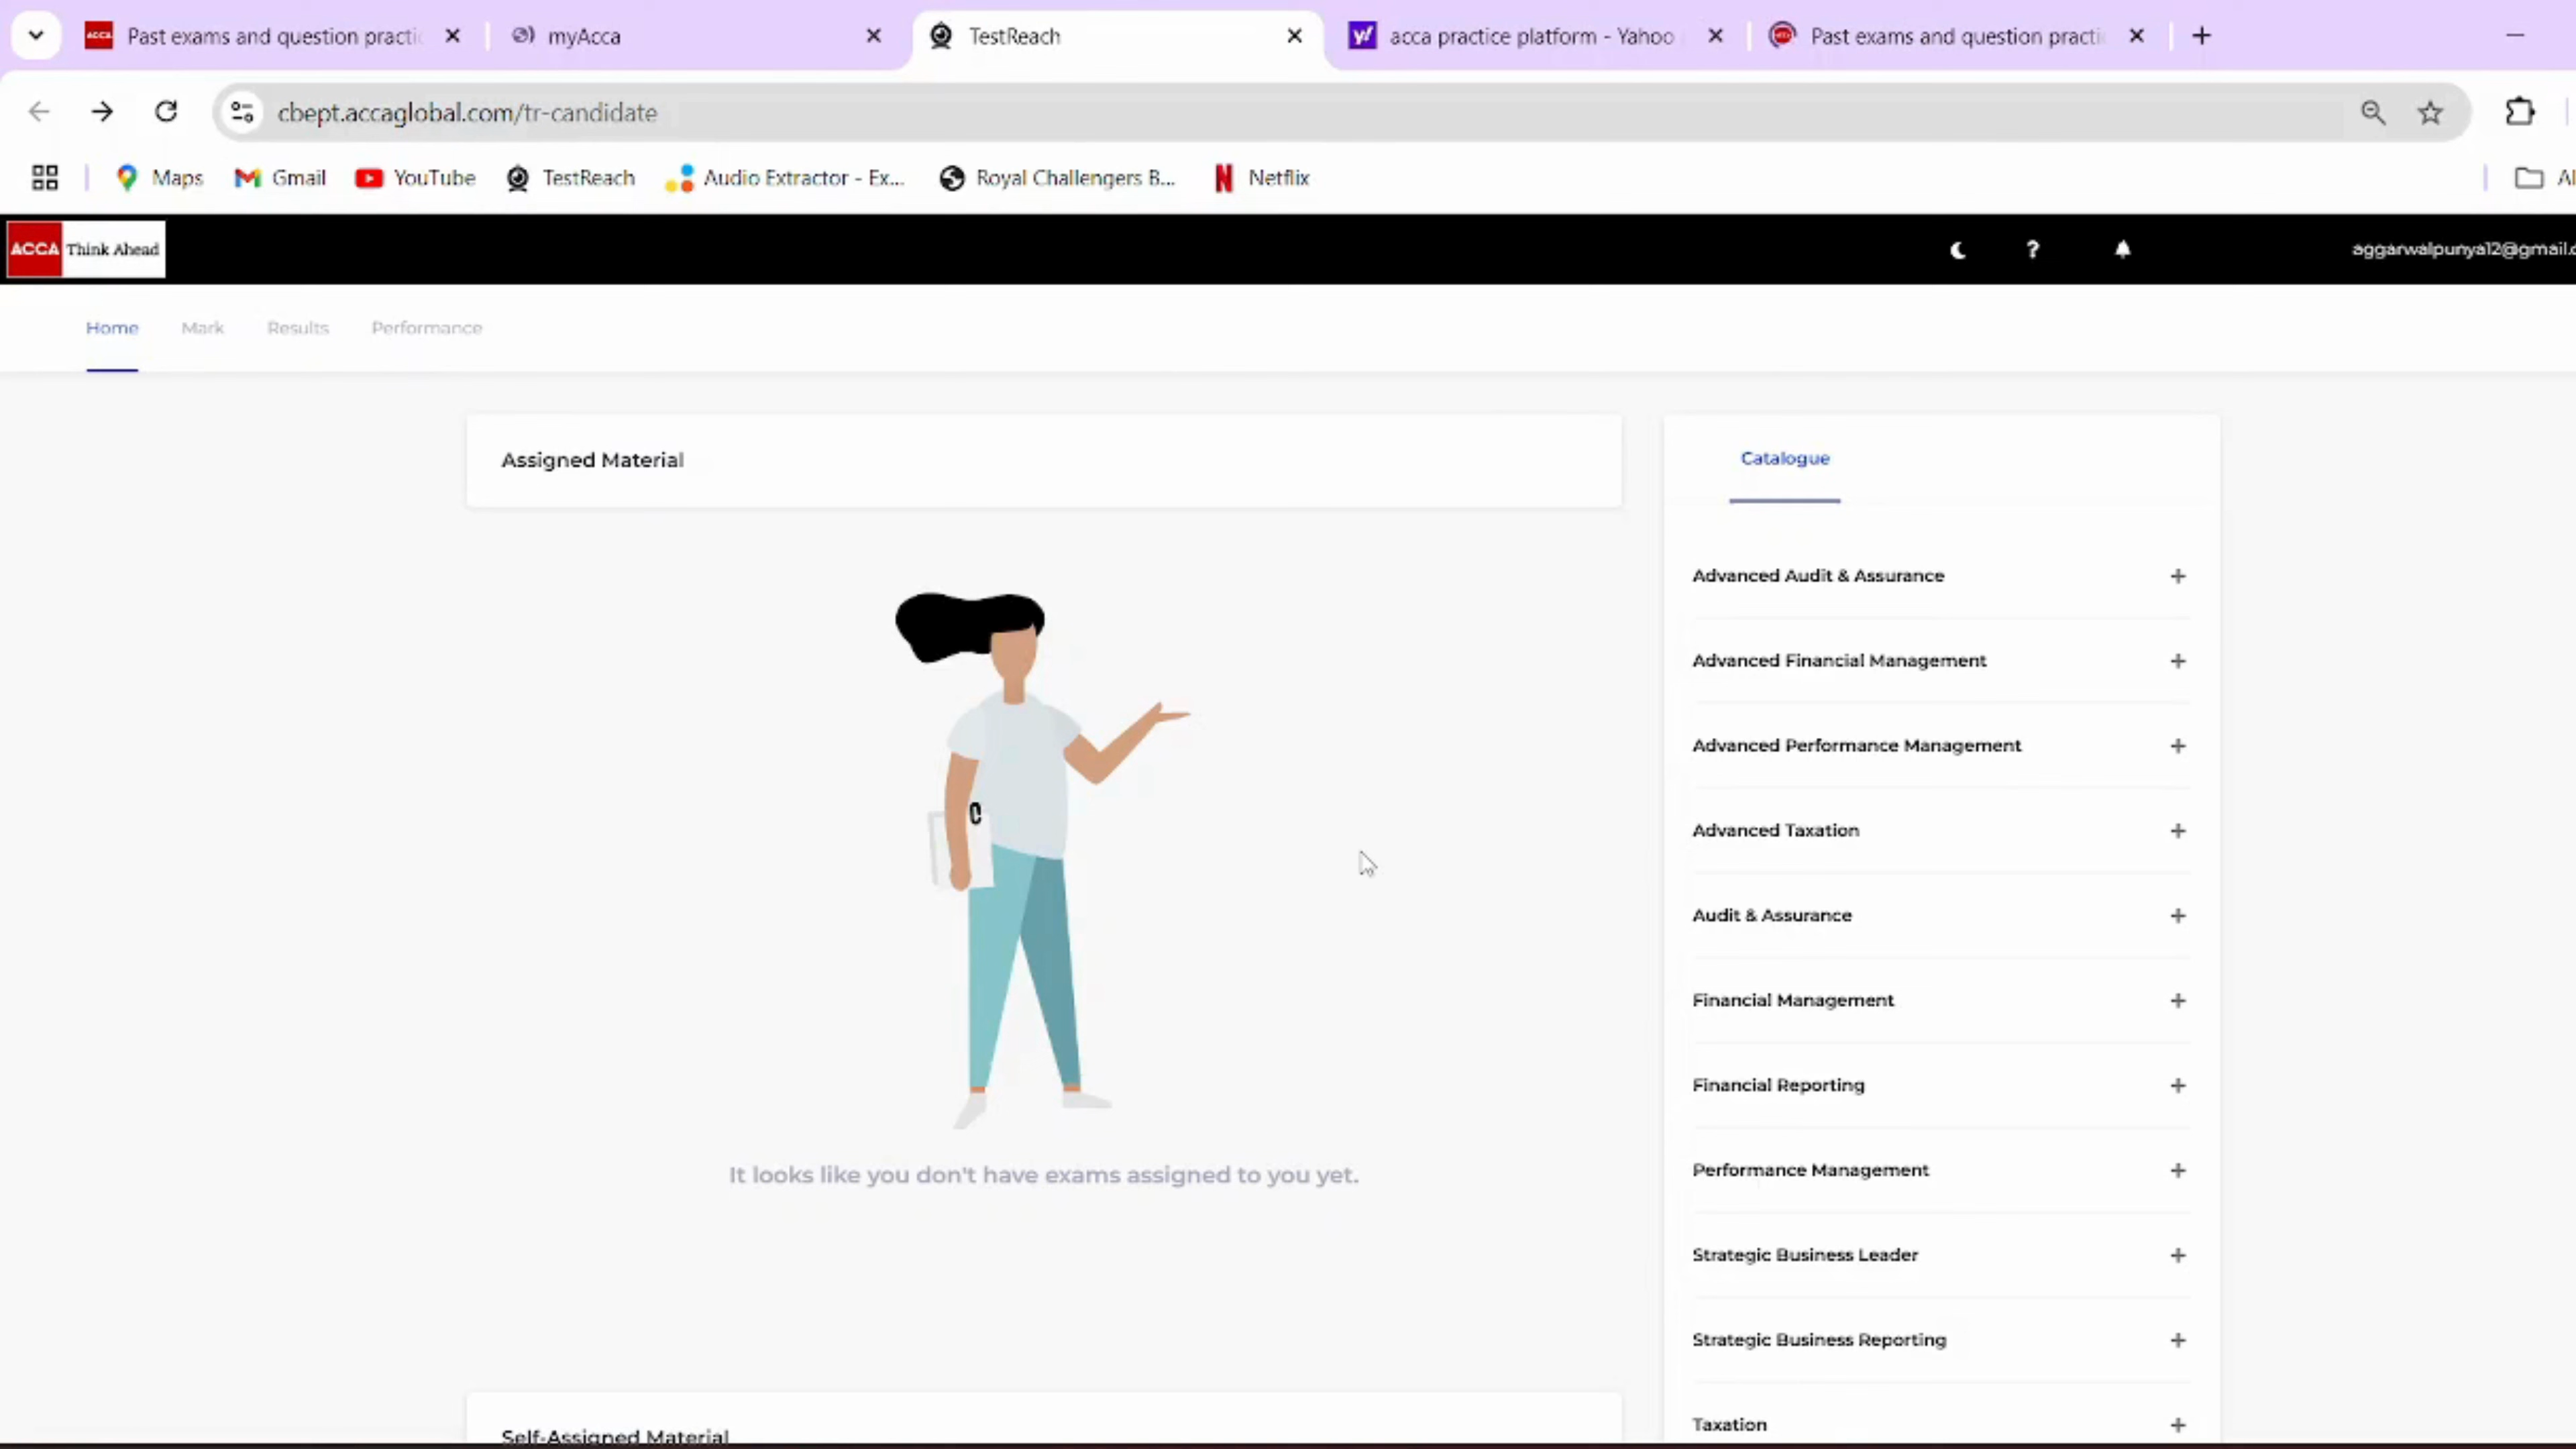 Past exams and question practi
myAcca
TestReach
acca practice platform - Yahoo
Past exams and question practi
cbept.accaglobal.com/tr-candidate
Maps
Gmail
YouTube
TestReach
Audio Extractor - Ex...
Royal Challengers B...
Netflix
Al
ACCA Think Ahead
?
aggarwalpunya12@gmail.c
Home
Mark
Results
Performance
Assigned Material
Catalogue
Advanced Audit & Assurance
Advanced Financial Management
Advanced Performance Management
Advanced Taxation
Audit & Assurance
Financial Management
Financial Reporting
Performance Management
Strategic Business Leader
Strategic Business Reporting
Taxation
It looks like you don't have exams assigned to you yet.
Self-Assigned Material